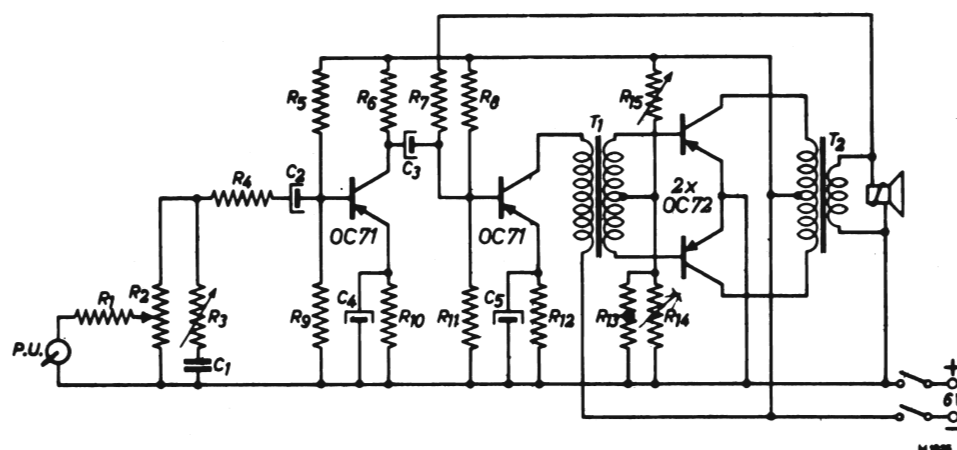 R5
R6
R7
R8
R15
T1
T2
C3
R4
C2
2x
OC72
OC71
OC71
R1
R2
R3
R9
C4
R10
R11
C5
R12
R13
R14
P.U.
C1
+
6V
−